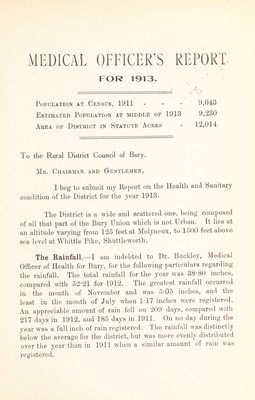 MEDICAL OFFICER'S REPORT
FOR 1913.
Population at Census, 1911 - - - 9,043
Estimated Population at middle of 1913 9,230
Area of District in Statute Acres - 12,014
To the Rural District Council of Bury.
Mr. Chairman and Gentlemen,
I beg to submit my Report on the Health and Sanitary
condition of the District for the year 1913.
The District is a wide and scattered one, being composed
of all that part of the Bury Union which is not Urban. It lies at
an altitude varying from 125 feet at Molyneux, to 1500 feet above
sea level at Whittle Pike, Shuttleworth.
The Rainfall.—I am indebted to Dr. Buckley, Medical
Officer of Health for Bury, for the following particulars regarding
the rainfall. The total rainfall for the year was 38·80 inches,
compared with 52·21 for 1912. The greatest rainfall occurred
in the month of November and was 5·05 inches, and the
least in the month of July when 1·17 inches were registered.
An appreciable amount of rain fell on 209 days, compared with
217 days in 1912, and 185 days in 1911. On no day during the
year was a full inch of rain registered. The rainfall was distinctly
below the average for the district, but was more evenly distributed
over the year than in 1911 when a similar amount of rain was
registered.